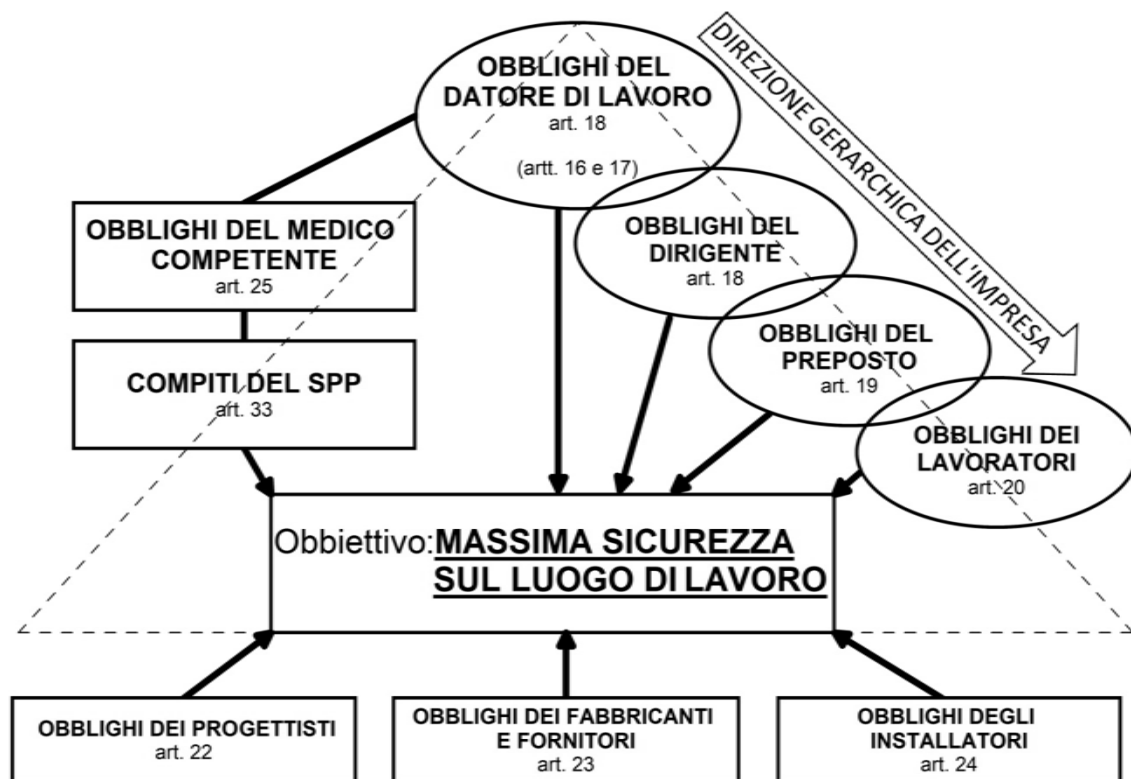 OBBLIGHI DEL
DATORE DI LAVORO
art. 18
(artt. 16 e 17)
DIREZIONE GERARCHICA DELL'IMPRESA
OBBLIGHI DEL
DIRIGENTE
art. 18
OBBLIGHI DEL MEDICO
COMPETENTE
art. 25
OBBLIGHI DEL
PREPOSTO
art. 19
COMPITI DEL SPP
art. 33
OBBLIGHI DEI
LAVORATORI
art. 20
Obbiettivo:MASSIMA SICUREZZA
SUL LUOGO DI LAVORO
OBBLIGHI DEI PROGETTISTI
art. 22
OBBLIGHI DEI FABBRICANTI
E FORNITORI
art. 23
OBBLIGHI DEGLI
INSTALLATORI
art. 24